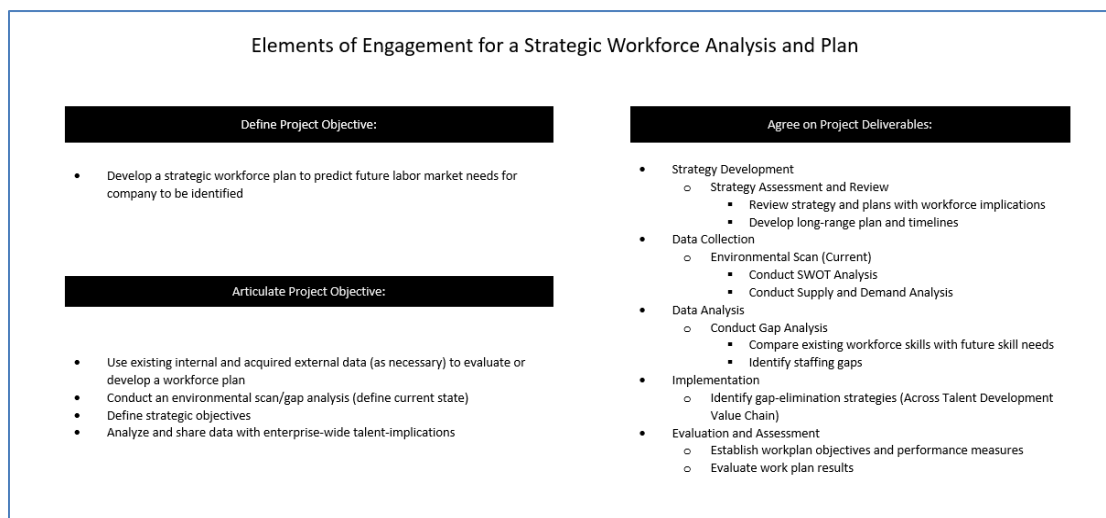 Elements of Engagement for a Strategic Workforce Analysis and Plan
Define Project Objective:
• Develop a strategic workforce plan to predict future labor market needs for
company to be identified
Articulate Project Objective:
• Use existing internal and acquired external data (as necessary) to evaluate or
develop a workforce plan
• Conduct an environmental scan/gap analysis (define current state)
• Define strategic objectives
• Analyze and share data with enterprise-wide talent-implications
Agree on Project Deliverables:
• Strategy Development
o Strategy Assessment and Review
▪ Review strategy and plans with workforce implications
▪ Develop long-range plan and timelines
• Data Collection
o Environmental Scan (Current)
▪ Conduct SWOT Analysis
▪ Conduct Supply and Demand Analysis
• Data Analysis
o Conduct Gap Analysis
▪ Compare existing workforce skills with future skill needs
▪ Identify staffing gaps
• Implementation
o Identify gap-elimination strategies (Across Talent Development
Value Chain)
• Evaluation and Assessment
o Establish workplan objectives and performance measures
o Evaluate work plan results